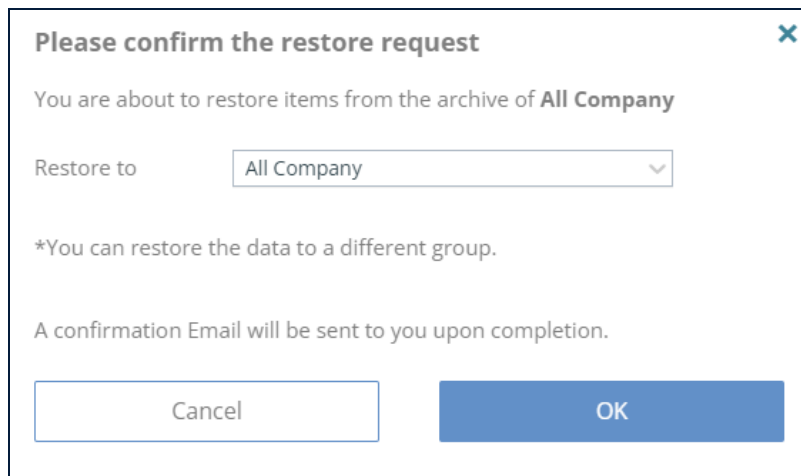 Please confirm the restore request
You are about to restore items from the archive of All Company
Restore to All Company
*You can restore the data to a different group.
A confirmation Email will be sent to you upon completion.
Cancel OK